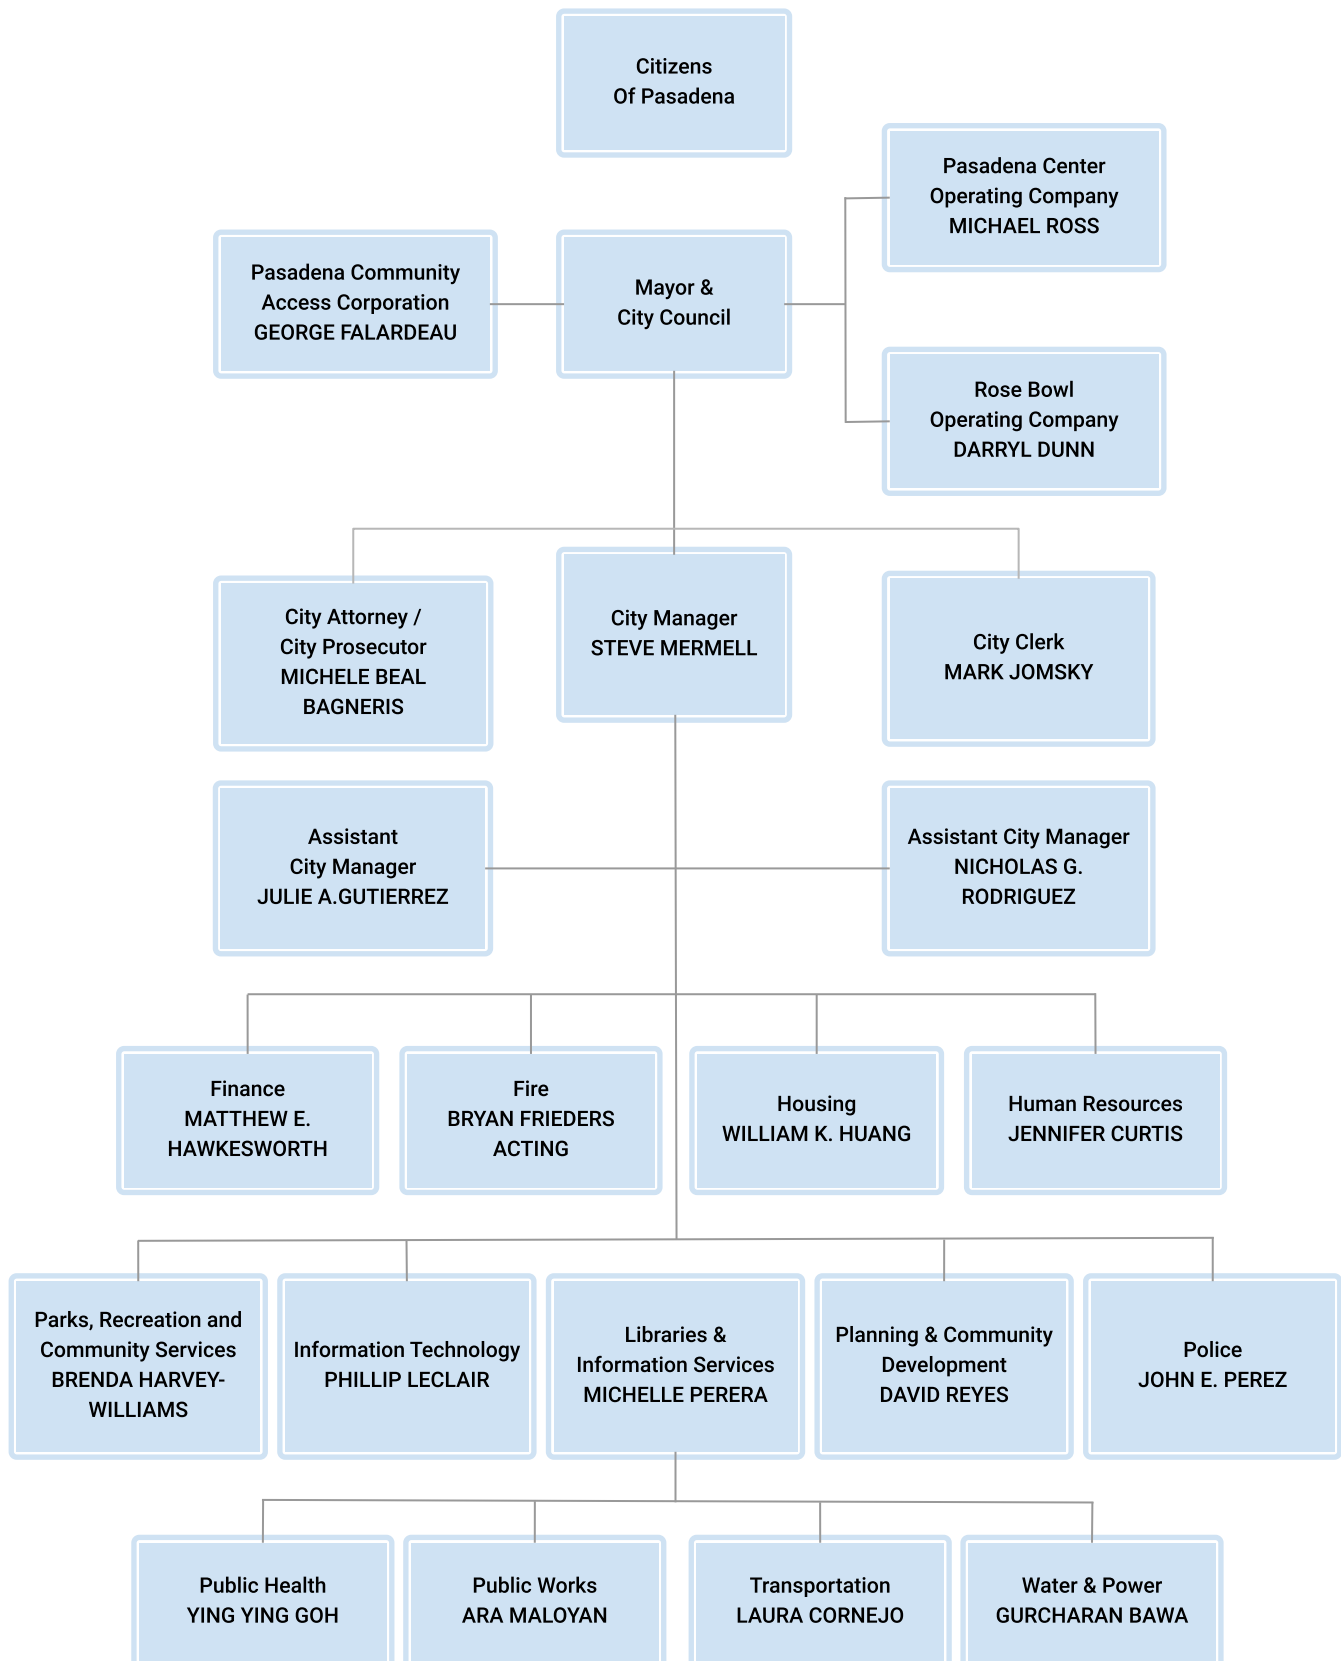 Citizens
Of Pasadena
Pasadena Center
Operating Company
MICHAEL ROSS
Pasadena Community
Access Corporation
GEORGE FALARDEAU
Mayor &
City Council
Rose Bowl
Operating Company
DARRYL DUNN
City Attorney /
City Prosecutor
MICHELE BEAL
BAGNERIS
City Manager
STEVE MERMELL
City Clerk
MARK JOMSKY
Assistant
City Manager
JULIE A.GUTIERREZ
Assistant City Manager
NICHOLAS G.
RODRIGUEZ
Finance
MATTHEW E.
HAWKESWORTH
Fire
BRYAN FRIEDERS
ACTING
Housing
WILLIAM K. HUANG
Human Resources
JENNIFER CURTIS
Parks, Recreation and
Community Services
BRENDA HARVEY-
WILLIAMS
Information Technology
PHILLIP LECLAIR
Libraries &
Information Services
MICHELLE PERERA
Planning & Community
Development
DAVID REYES
Police
JOHN E. PEREZ
Public Health
YING YING GOH
Public Works
ARA MALOYAN
Transportation
LAURA CORNEJO
Water & Power
GURCHARAN BAWA